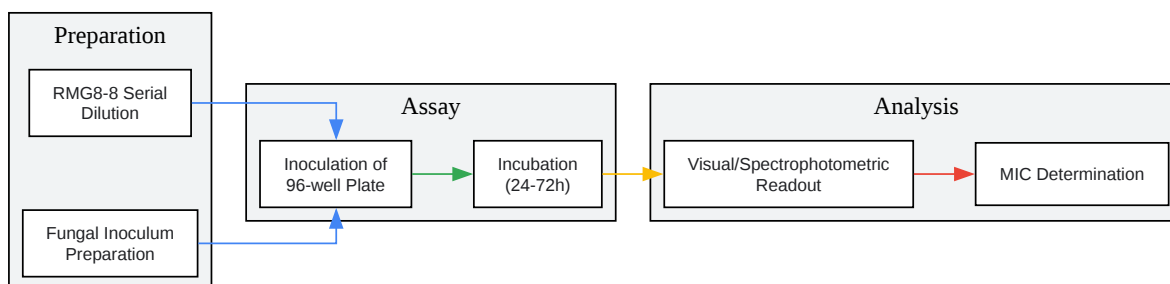 Preparation
RMG8-8 Serial
Dilution
Fungal Inoculum
Preparation
Assay
Inoculation of
96-well Plate
Incubation
(24-72h)
Analysis
Visual/Spectrophotometric
Readout
MIC Determination